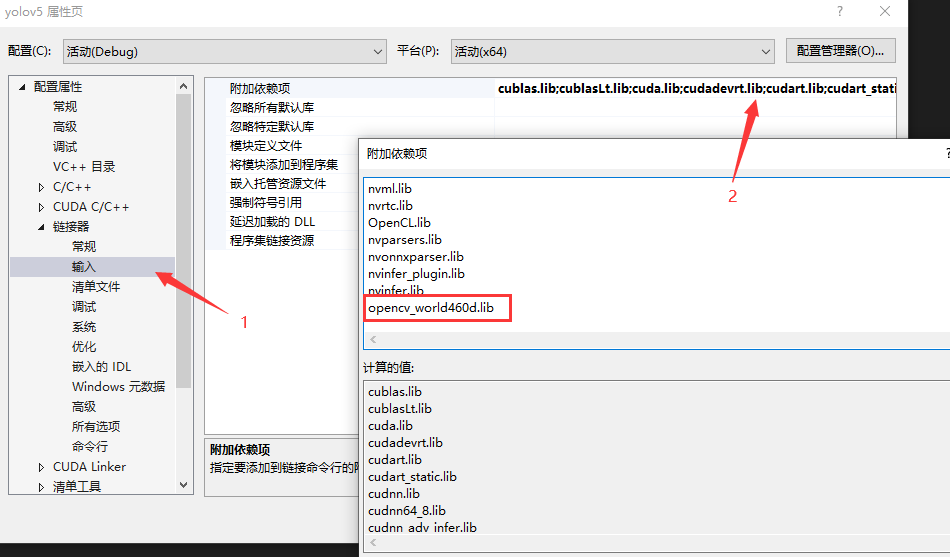 yolov5 属性页
配置(C): 活动(Debug) 平台(P): 活动(x64) 配置管理器(O)...
配置属性
常规
高级
调试
VC++ 目录
C/C++
CUDA C/C++
链接器
常规
输入
清单文件
调试
系统
优化
嵌入的 IDL
Windows 元数据
高级
所有选项
命令行
CUDA Linker
清单工具
附加依赖项 cublas.lib;cublasLt.lib;cuda.lib;cudadevrt.lib;cudart.lib;cudart_stati
忽略所有默认库
忽略特定默认库
模块定义文件
将模块添加到程序集
嵌入托管资源文件
强制符号引用
延迟加载的 DLL
程序集链接资源
附加依赖项
指定要添加到链接命令行的
1
2
附加依赖项
nvml.lib
nvrtc.lib
OpenCL.lib
nvparsers.lib
nvonnxparser.lib
nvinfer_plugin.lib
nvinfer.lib
opencv_world460d.lib
计算的值:
cublas.lib
cublasLt.lib
cuda.lib
cudadevrt.lib
cudart.lib
cudart_static.lib
cudnn.lib
cudnn64_8.lib
cudnn_adv_infer.lib